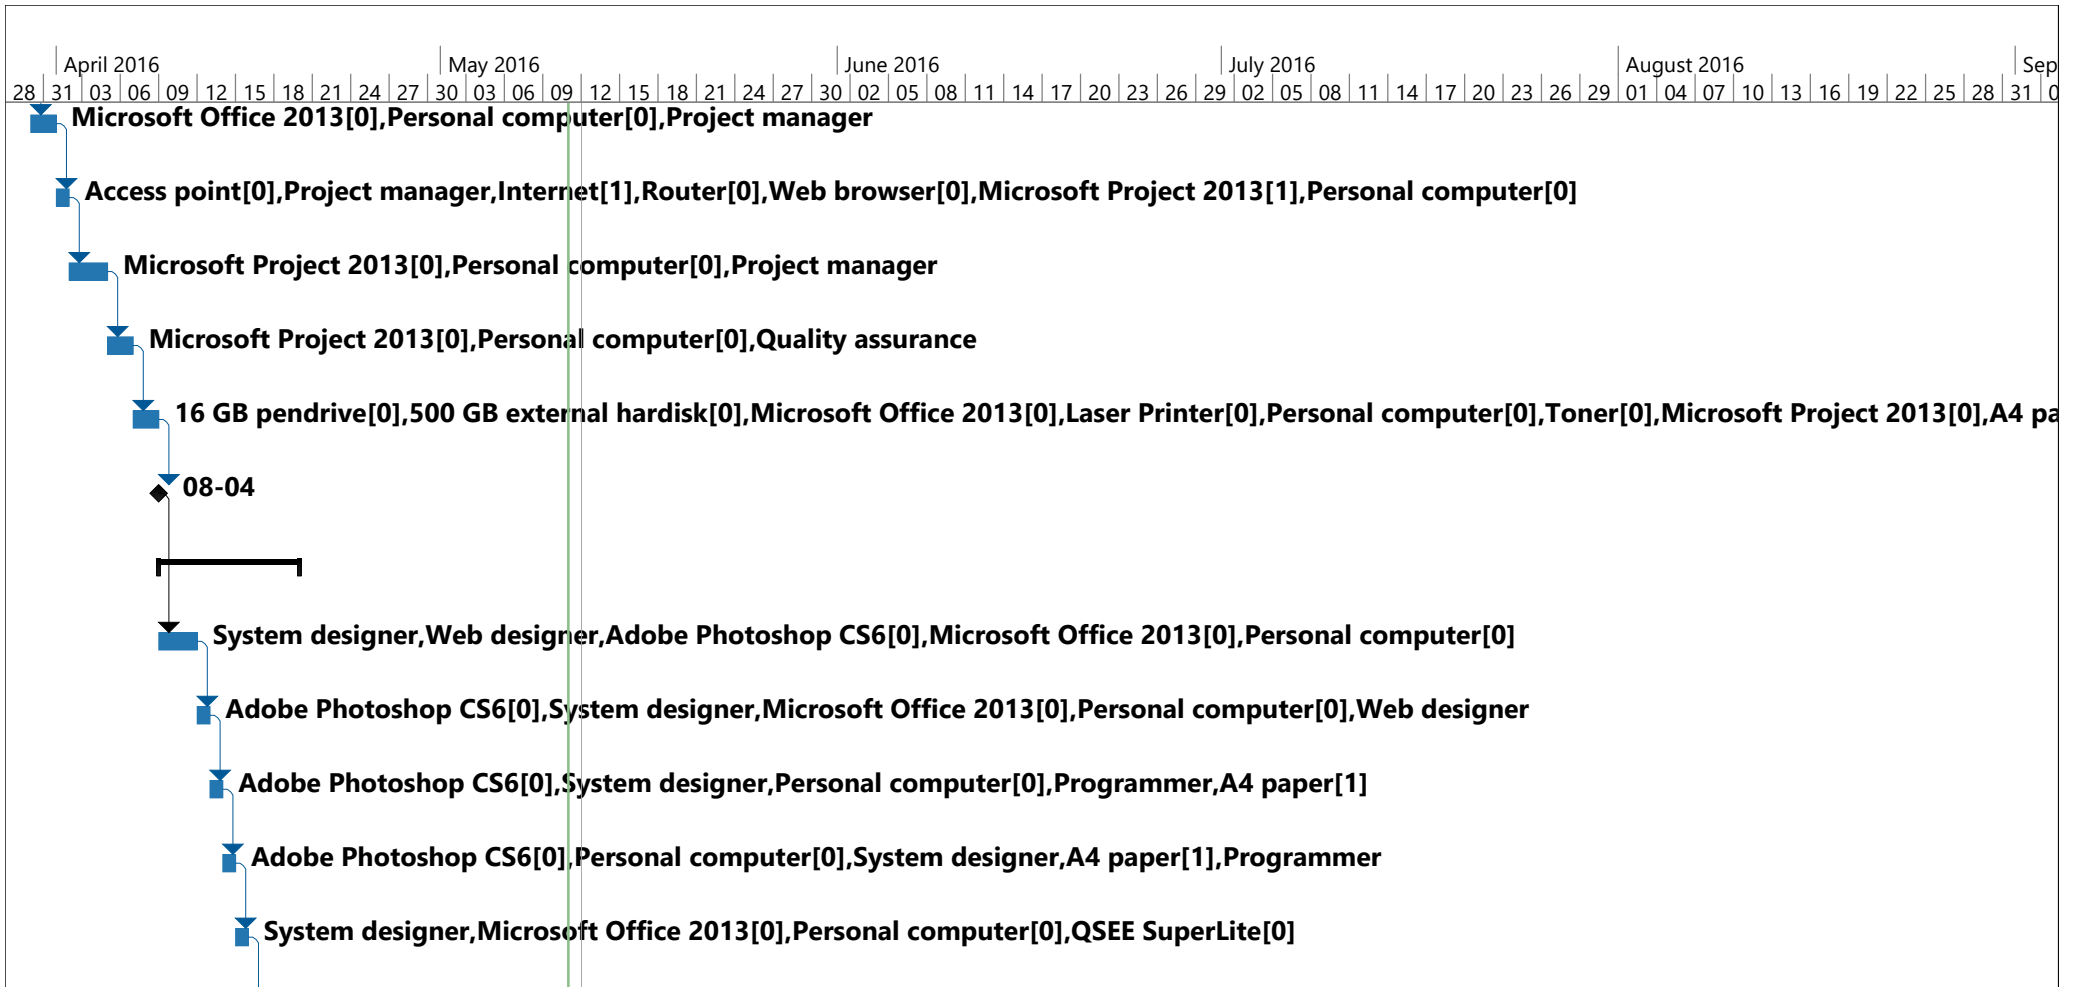 April 2016 May 2016 June 2016 July 2016 August 2016 Sep
28 31 03 06 09 12 15 18 21 24 27 30 03 06 09 12 15 18 21 24 27 30 02 05 08 11 14 17 20 23 26 29 02 05 08 11 14 17 20 23 26 29 01 04 07 10 13 16 19 22 25 28 31 0
Microsoft Office 2013[0],Personal computer[0],Project manager
Access point[0],Project manager,Internet[1],Router[0],Web browser[0],Microsoft Project 2013[1],Personal computer[0]
Microsoft Project 2013[0],Personal computer[0],Project manager
Microsoft Project 2013[0],Personal computer[0],Quality assurance
16 GB pendrive[0],500 GB external hardisk[0],Microsoft Office 2013[0],Laser Printer[0],Personal computer[0],Toner[0],Microsoft Project 2013[0],A4 pa
08-04
System designer,Web designer,Adobe Photoshop CS6[0],Microsoft Office 2013[0],Personal computer[0]
Adobe Photoshop CS6[0],System designer,Microsoft Office 2013[0],Personal computer[0],Web designer
Adobe Photoshop CS6[0],System designer,Personal computer[0],Programmer,A4 paper[1]
Adobe Photoshop CS6[0],Personal computer[0],System designer,A4 paper[1],Programmer
System designer,Microsoft Office 2013[0],Personal computer[0],QSEE SuperLite[0]